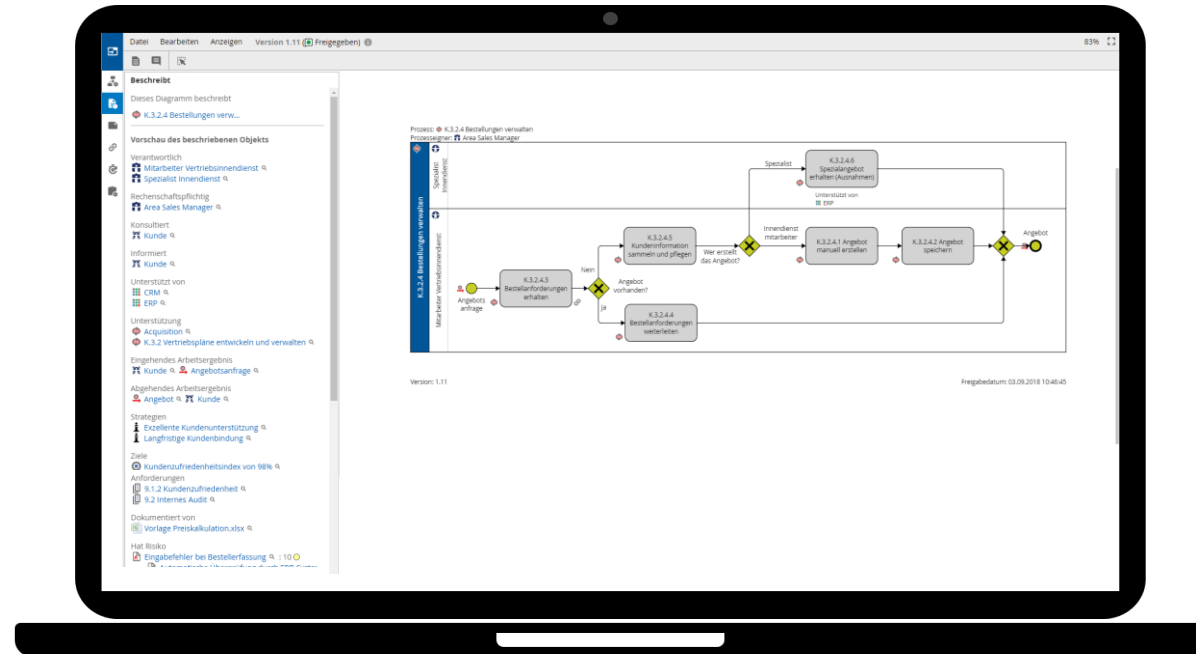 Datei Bearbeiten Anzeigen Version 1.11 ( Freigegeben) 83%
Beschreibt
Dieses Diagramm beschreibt
K.3.2.4 Bestellungen verw...
Vorschau des beschriebenen Objekts
Verantwortlich
Mitarbeiter Vertriebsinnendienst
Spezialist Innendienst
Rechenschaftspflichtig
Area Sales Manager
Konsultiert
Kunde
Informiert
Kunde
Unterstützt von
CRM
ERP
Unterstützung
Acquisition
K.3.2 Vertriebspläne entwickeln und verwalten
Eingehendes Arbeitsergebnis
Kunde Angebotsanfrage
Abgehendes Arbeitsergebnis
Angebot Kunde
Strategien
Exzellente Kundenunterstützung
Langfristige Kundenbindung
Ziele
Kundenzufriedenheitsindex von 98%
Anforderungen
9.1.2 Kundenzufriedenheit
9.2 Internes Audit
Dokumentiert von
Vorlage Preiskalkulation.xlsx
Hat Risiko
Eingabefehler bei Bestellerfassung : 10
Prozess: K.3.2.4 Bestellungen verwalten
Prozesseigner: Area Sales Manager
K.3.2.4 Bestellungen verwalten
Spezialist
Innendienst
Mitarbeiter Vertriebsinnendienst
Angebots
anfrage
K.3.2.4.3
Bestellanforderungen
erhalten
Nein
Angebot
vorhanden?
Ja
K.3.2.4.5
Kundeninformation
sammeln und pflegen
K.3.2.4.4
Bestellanforderungen
weiterleiten
Wer erstellt
das Angebot?
Spezialist
K.3.2.4.6
Spezialangebot
erhalten (Ausnahmen)
Unterstützt von
ERP
Innendienst
mitarbeiter
K.3.2.4.1 Angebot
manuell erstellen
K.3.2.4.2 Angebot
speichern
Angebot
Version: 1.11
Freigabedatum: 03.09.2018 10:46:45